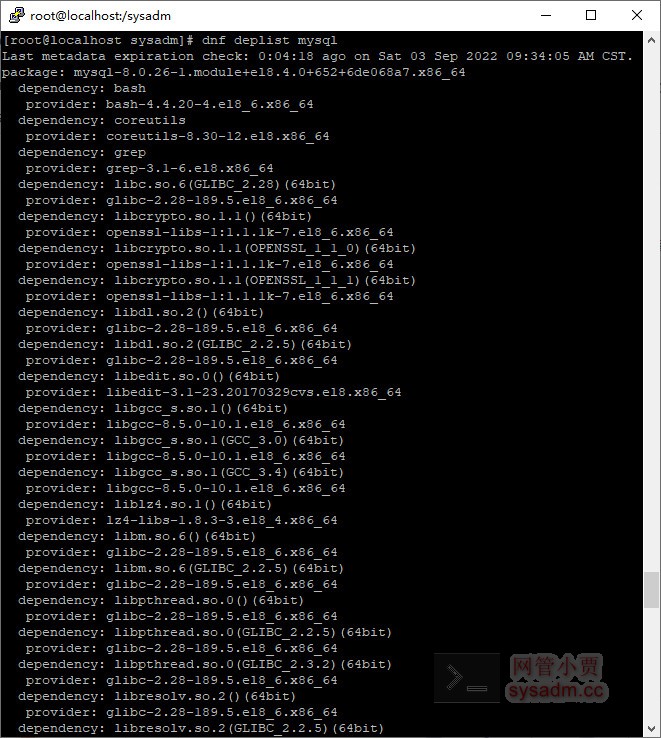 root@localhost:/sysadm
[root@localhost sysadm]# dnf deplist mysql
Last metadata expiration check: 0:04:18 ago on Sat 03 Sep 2022 09:34:05 AM CST.
package: mysql-8.0.26-1.module+el8.4.0+652+6de068a7.x86_64
  dependency: bash
   provider: bash-4.4.20-4.el8_6.x86_64
  dependency: coreutils
   provider: coreutils-8.30-12.el8.x86_64
  dependency: grep
   provider: grep-3.1-6.el8.x86_64
  dependency: libc.so.6(GLIBC_2.28)(64bit)
   provider: glibc-2.28-189.5.el8_6.x86_64
  dependency: libcrypto.so.1.1()(64bit)
   provider: openssl-libs-1:1.1.1k-7.el8_6.x86_64
  dependency: libcrypto.so.1.1(OPENSSL_1_1_0)(64bit)
   provider: openssl-libs-1:1.1.1k-7.el8_6.x86_64
  dependency: libcrypto.so.1.1(OPENSSL_1_1_1)(64bit)
   provider: openssl-libs-1:1.1.1k-7.el8_6.x86_64
  dependency: libdl.so.2()(64bit)
   provider: glibc-2.28-189.5.el8_6.x86_64
  dependency: libdl.so.2(GLIBC_2.2.5)(64bit)
   provider: glibc-2.28-189.5.el8_6.x86_64
  dependency: libedit.so.0()(64bit)
   provider: libedit-3.1-23.20170329cvs.el8.x86_64
  dependency: libgcc_s.so.1()(64bit)
   provider: libgcc-8.5.0-10.1.el8_6.x86_64
  dependency: libgcc_s.so.1(GCC_3.0)(64bit)
   provider: libgcc-8.5.0-10.1.el8_6.x86_64
  dependency: libgcc_s.so.1(GCC_3.4)(64bit)
   provider: libgcc-8.5.0-10.1.el8_6.x86_64
  dependency: liblz4.so.1()(64bit)
   provider: lz4-libs-1.8.3-3.el8_4.x86_64
  dependency: libm.so.6()(64bit)
   provider: glibc-2.28-189.5.el8_6.x86_64
  dependency: libm.so.6(GLIBC_2.2.5)(64bit)
   provider: glibc-2.28-189.5.el8_6.x86_64
  dependency: libpthread.so.0()(64bit)
   provider: glibc-2.28-189.5.el8_6.x86_64
  dependency: libpthread.so.0(GLIBC_2.2.5)(64bit)
   provider: glibc-2.28-189.5.el8_6.x86_64
  dependency: libpthread.so.0(GLIBC_2.3.2)(64bit)
   provider: glibc-2.28-189.5.el8_6.x86_64
  dependency: libresolv.so.2()(64bit)
   provider: glibc-2.28-189.5.el8_6.x86_64
  dependency: libresolv.so.2(GLIBC_2.2.5)(64bit)
网管小贾
sysadm.cc